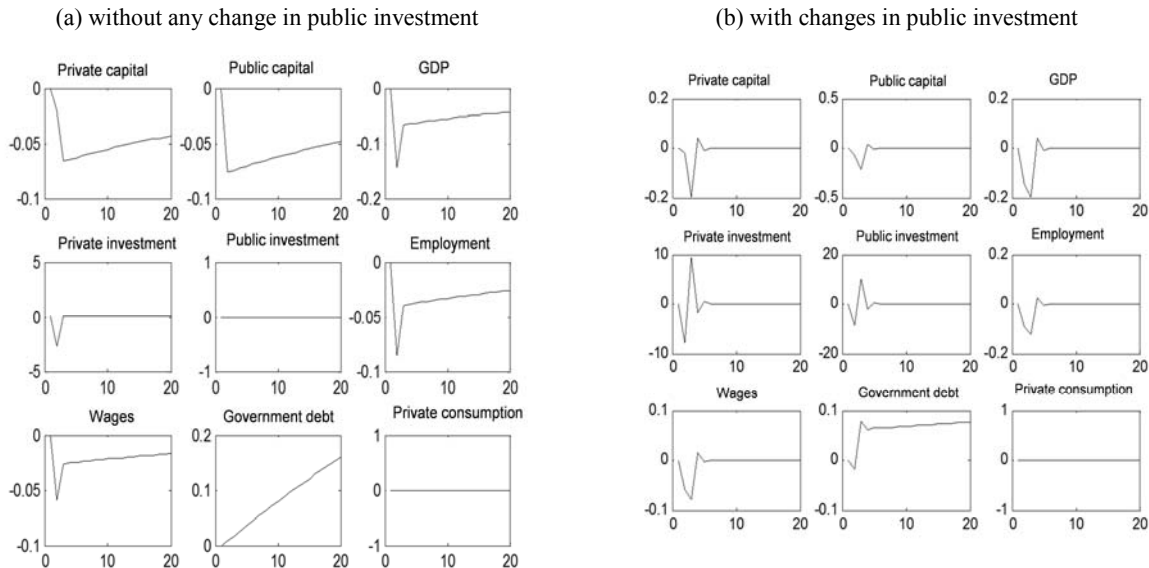 (a) without any change in public investment
Private capital
Public capital
GDP
0
-0.05
-0.1
0 10 20
0
-0.05
-0.1
0 10 20
0
-0.1
-0.2
0 10 20
Private investment
Public investment
Employment
5
0
-5
0 10 20
1
0
-1
0 10 20
0
-0.05
-0.1
0 10 20
Wages
Government debt
Private consumption
0
-0.05
-0.1
0 10 20
0.2
0.1
0
0 10 20
1
0
-1
0 10 20
(b) with changes in public investment
Private capital
Public capital
GDP
0.2
0
-0.2
0 10 20
0.5
0
-0.5
0 10 20
0.2
0
-0.2
0 10 20
Private investment
Public investment
Employment
10
0
-10
0 10 20
20
0
-20
0 10 20
0.2
0
-0.2
0 10 20
Wages
Government debt
Private consumption
0.1
0
-0.1
0 10 20
0.1
0
-0.1
0 10 20
1
0
-1
0 10 20